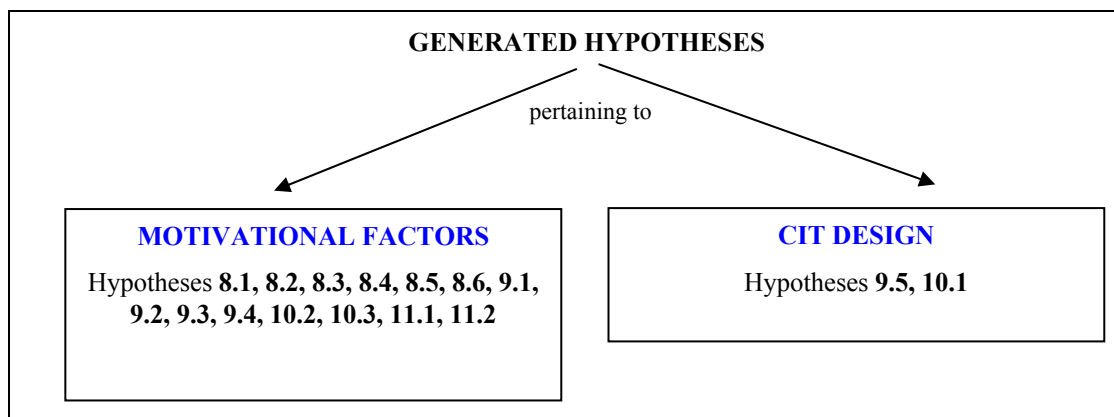 GENERATED HYPOTHESES
pertaining to
MOTIVATIONAL FACTORS
Hypotheses 8.1, 8.2, 8.3, 8.4, 8.5, 8.6, 9.1,
9.2, 9.3, 9.4, 10.2, 10.3, 11.1, 11.2
CIT DESIGN
Hypotheses 9.5, 10.1